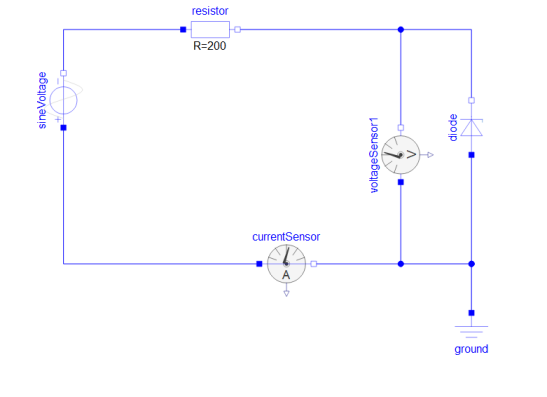 resistor
R=200
sineVoltage
-
+
voltageSensor1
V
diode
currentSensor
A
ground